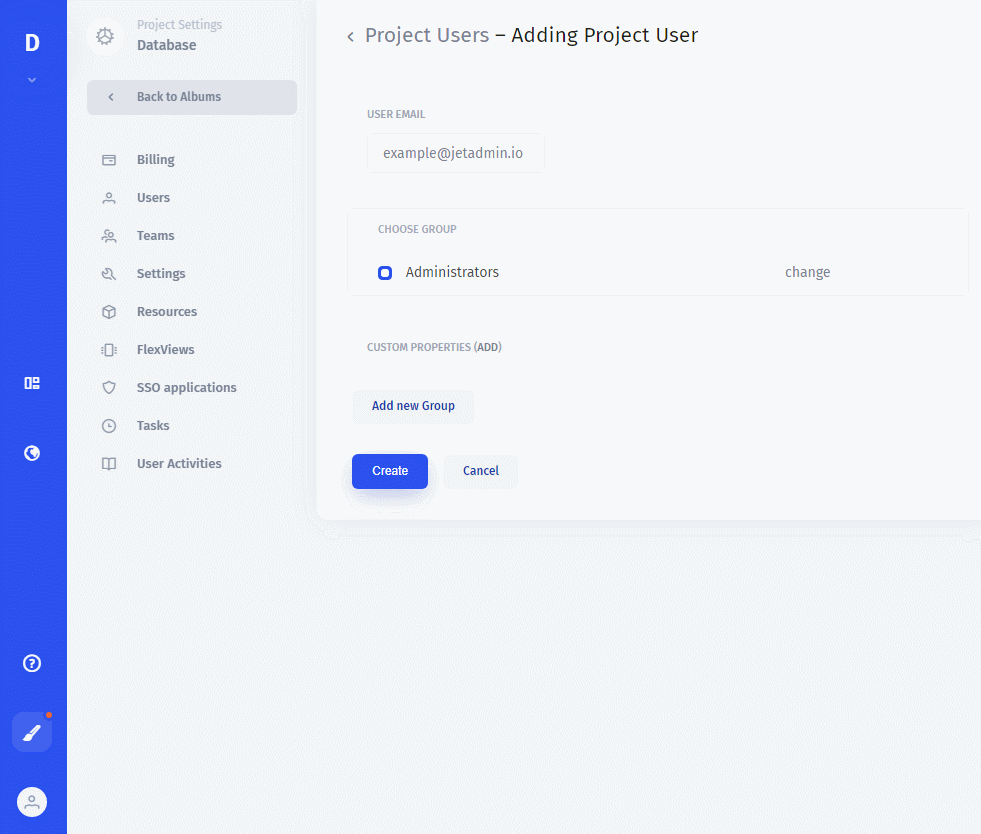 D
Project Settings
Database
Back to Albums
Billing
Users
Teams
Settings
Resources
FlexViews
SSO applications
Tasks
User Activities
Project Users – Adding Project User
USER EMAIL
example@jetadmin.io
CHOOSE GROUP
Administrators change
CUSTOM PROPERTIES (ADD)
Add new Group
Create Cancel
?